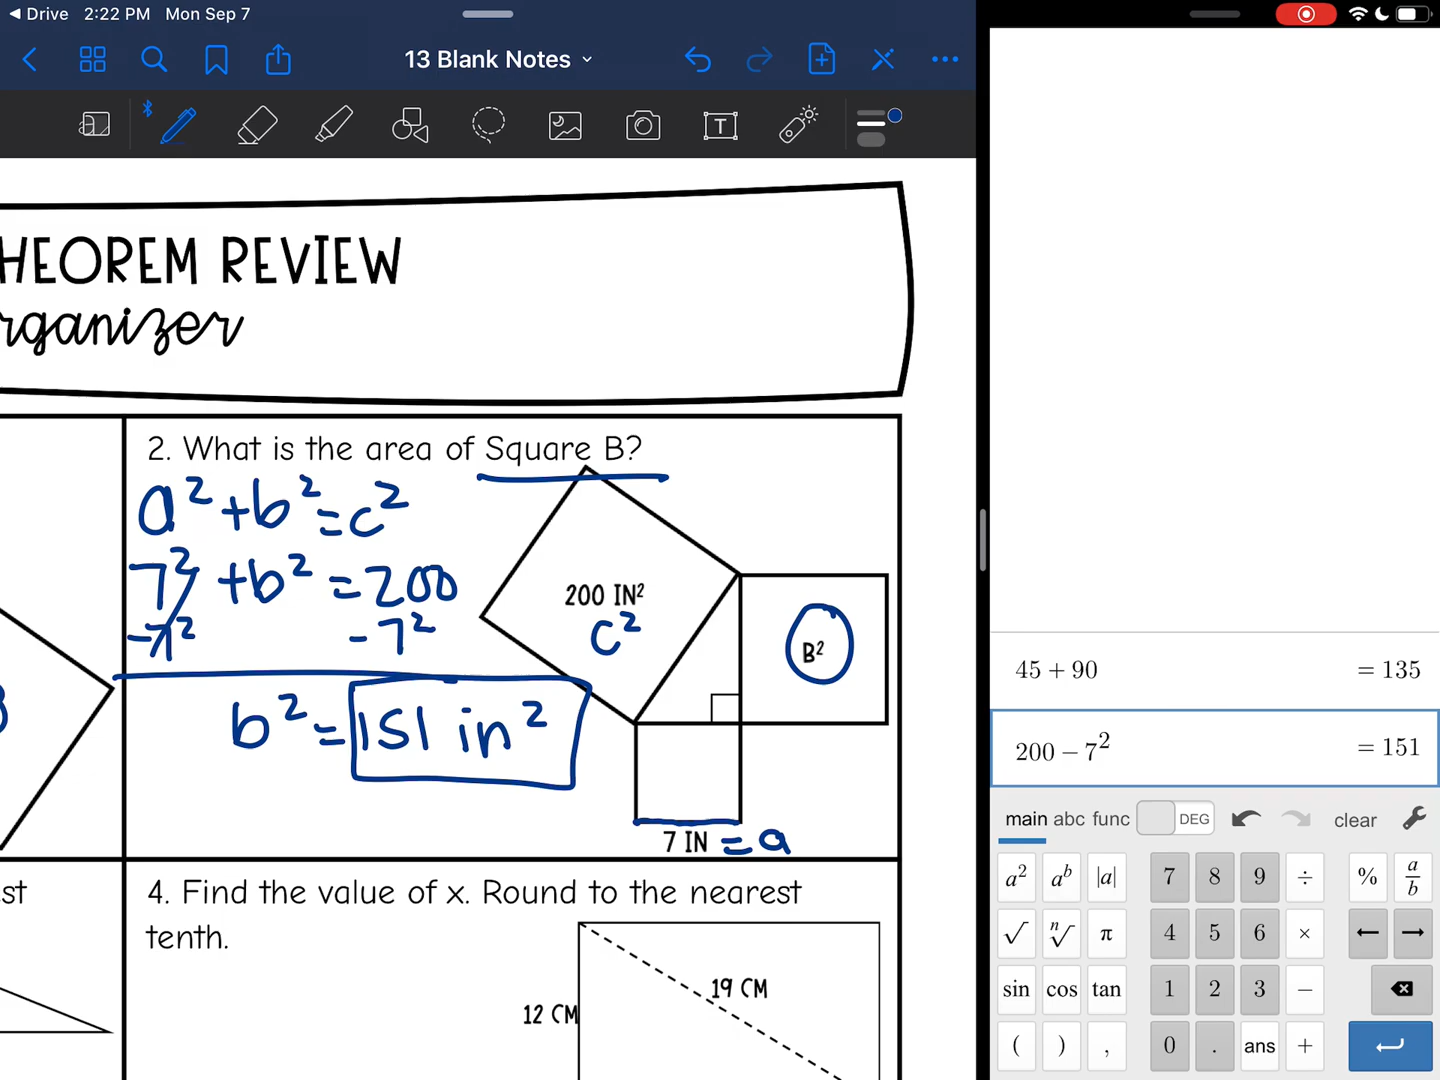 Drive 2:22 PM Mon Sep 7
13 Blank Notes
T
HEOREM REVIEW
rganizer
2. What is the area of Square B?
a²+b²=c²
7²+b²=200
-7² -7²
b²=151 in²
200 IN²
c²
B²
7 IN = a
st
4. Find the value of x. Round to the nearest
tenth.
19 CM
12 CM
45 + 90 = 135
200 − 7² = 151
main abc func DEG clear
a² aᵇ |a| 7 8 9 ÷ % a/b
√ ⁿ√ π 4 5 6 × ← →
sin cos tan 1 2 3 −
( ) , 0 . ans +